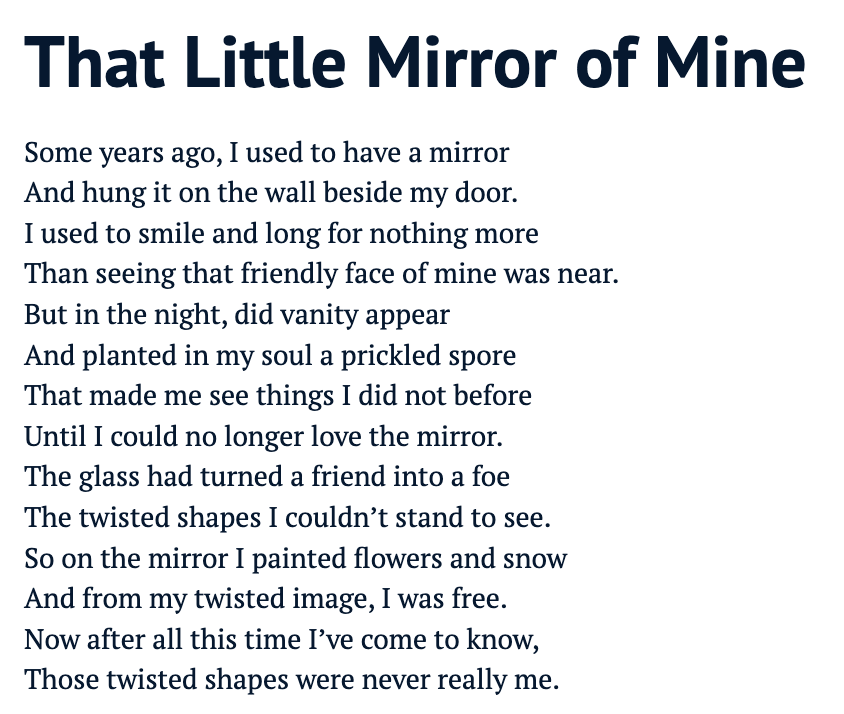 That Little Mirror of Mine
Some years ago, I used to have a mirror
And hung it on the wall beside my door.
I used to smile and long for nothing more
Than seeing that friendly face of mine was near.
But in the night, did vanity appear
And planted in my soul a prickled spore
That made me see things I did not before
Until I could no longer love the mirror.
The glass had turned a friend into a foe
The twisted shapes I couldn’t stand to see.
So on the mirror I painted flowers and snow
And from my twisted image, I was free.
Now after all this time I’ve come to know,
Those twisted shapes were never really me.